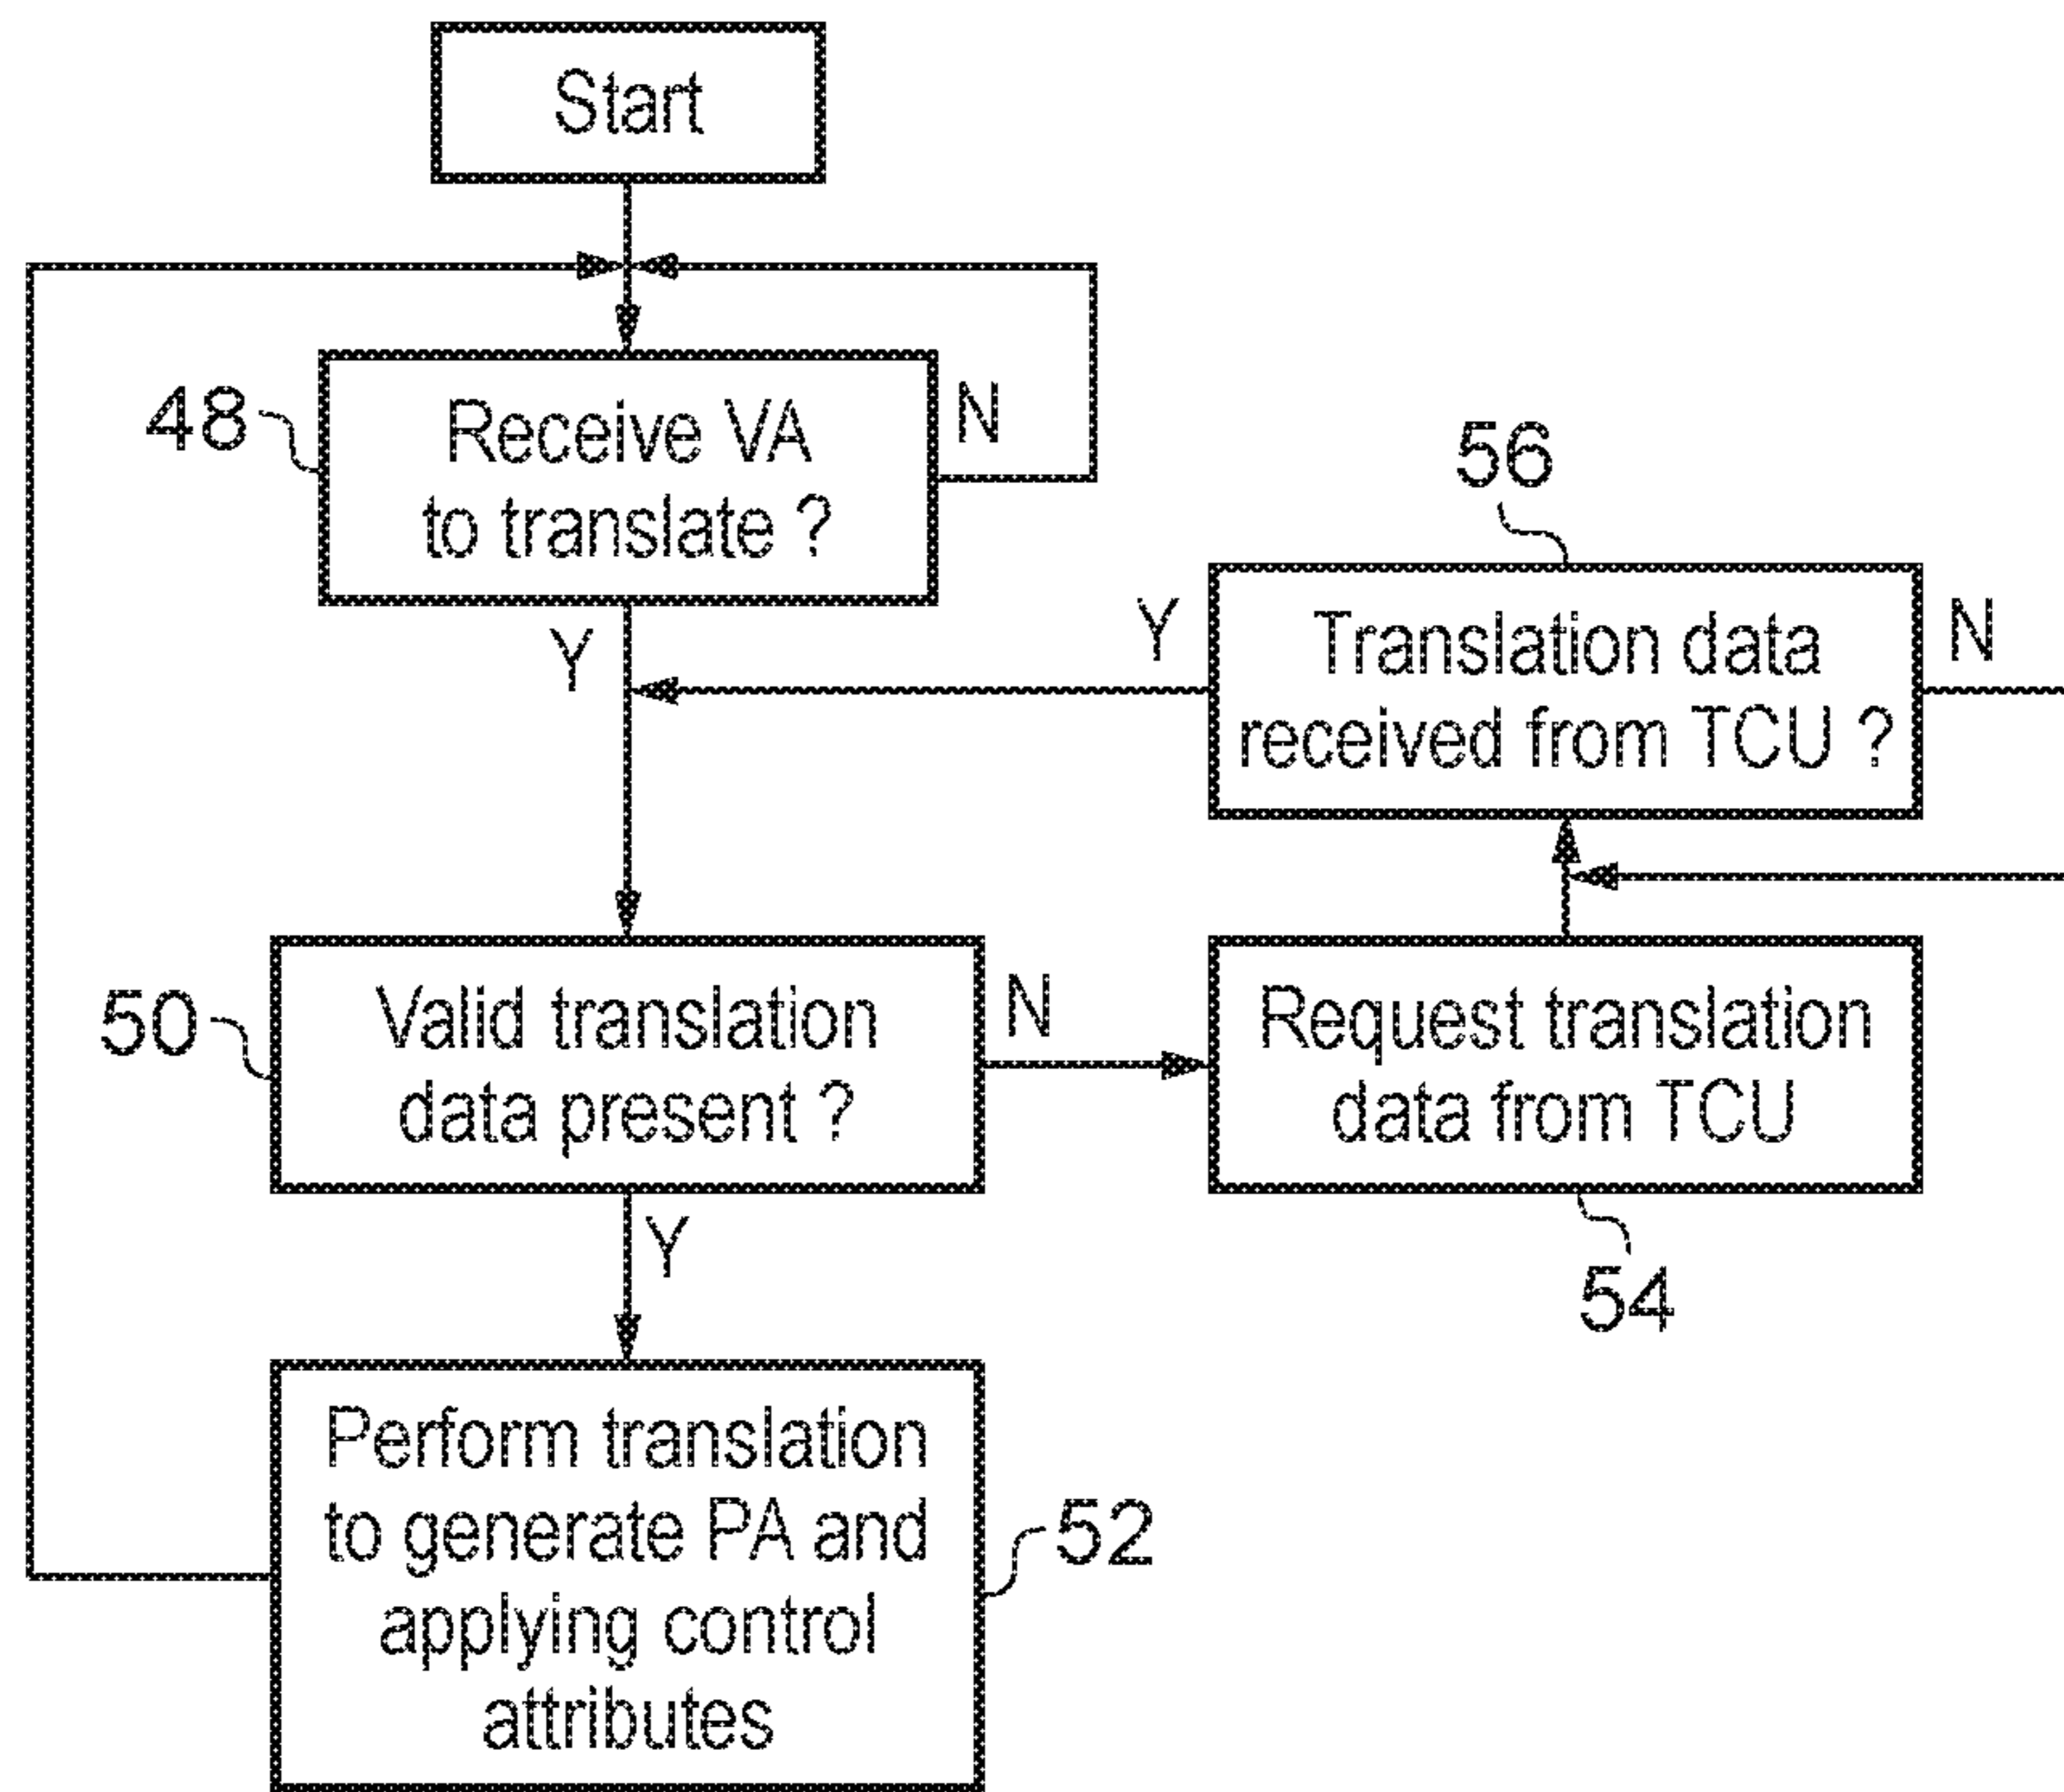 Start
48
Receive VA
to translate ?
N
Y
56
Translation data
received from TCU ?
Y
N
50
Valid translation
data present ?
N
Y
Request translation
data from TCU
54
Perform translation
to generate PA and
applying control
attributes
52